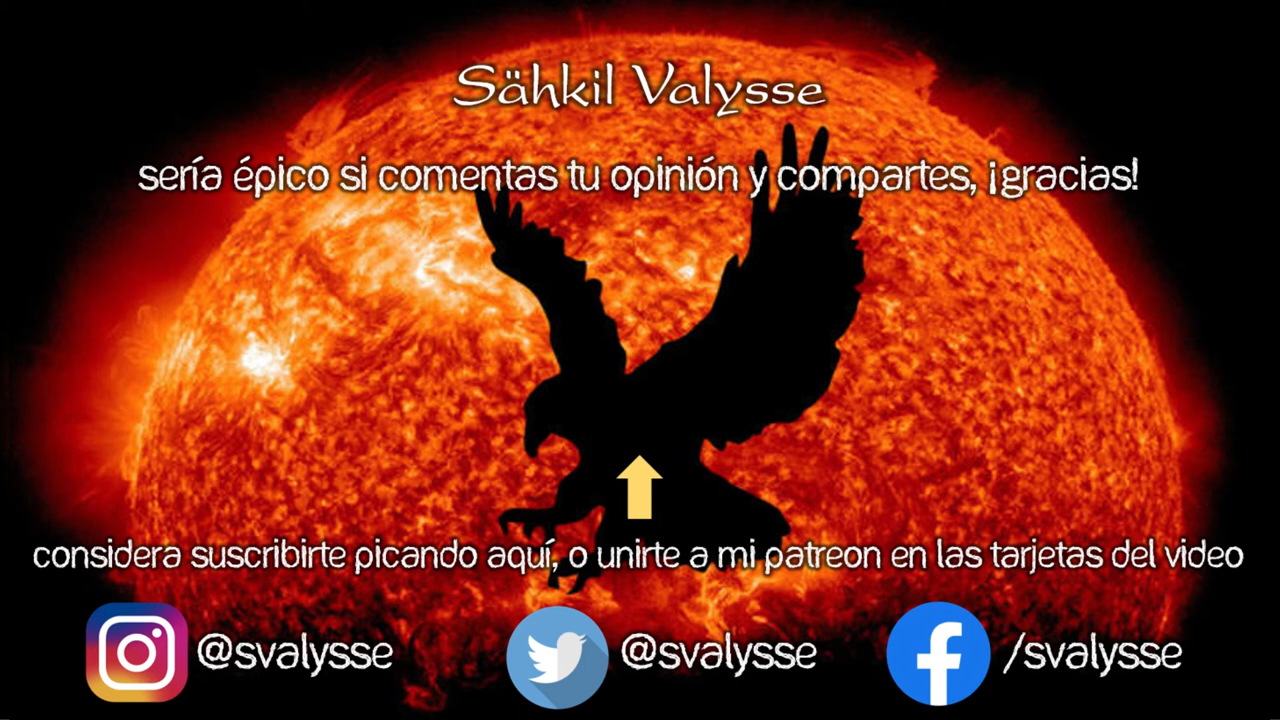 Sähkil Valysse
sería épico si comentas tu opinión y compartes, ¡gracias!
considera suscribirte picando aquí, o unirte a mi patreon en las tarjetas del video
@svalysse @svalysse /svalysse